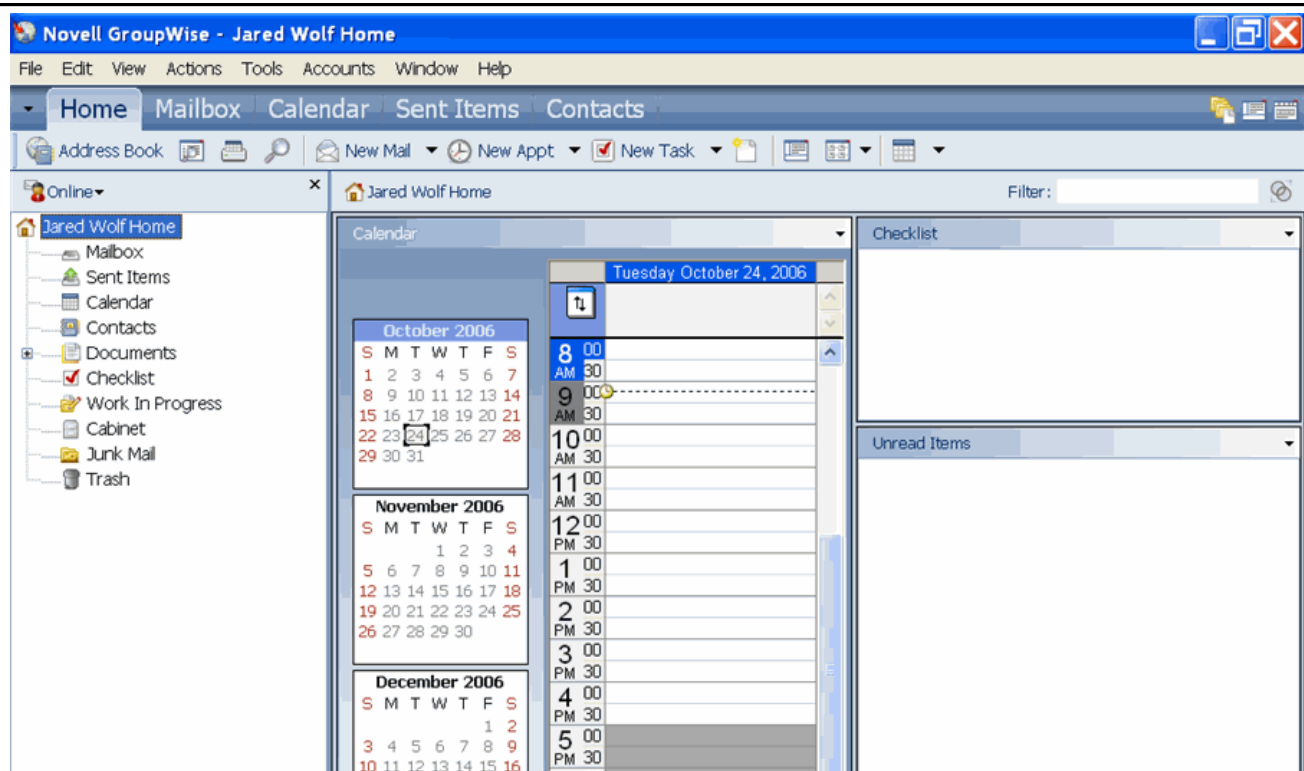 Novell GroupWise - Jared Wolf Home
File Edit View Actions Tools Accounts Window Help
Home Mailbox Calendar Sent Items Contacts
Address Book New Mail New Appt New Task
Online
Jared Wolf Home
Filter:
Jared Wolf Home
Mailbox
Sent Items
Calendar
Contacts
Documents
Checklist
Work In Progress
Cabinet
Junk Mail
Trash
Calendar
October 2006
S M T W T F S
1 2 3 4 5 6 7
8 9 10 11 12 13 14
15 16 17 18 19 20 21
22 23 24 25 26 27 28
29 30 31
November 2006
S M T W T F S
1 2 3 4
5 6 7 8 9 10 11
12 13 14 15 16 17 18
19 20 21 22 23 24 25
26 27 28 29 30
December 2006
S M T W T F S
1 2
3 4 5 6 7 8 9
10 11 12 13 14 15 16
Tuesday October 24, 2006
8 00
AM 30
9 00
AM 30
10 00
AM 30
11 00
AM 30
12 00
PM 30
1 00
PM 30
2 00
PM 30
3 00
PM 30
4 00
PM 30
5 00
PM 30
Checklist
Unread Items